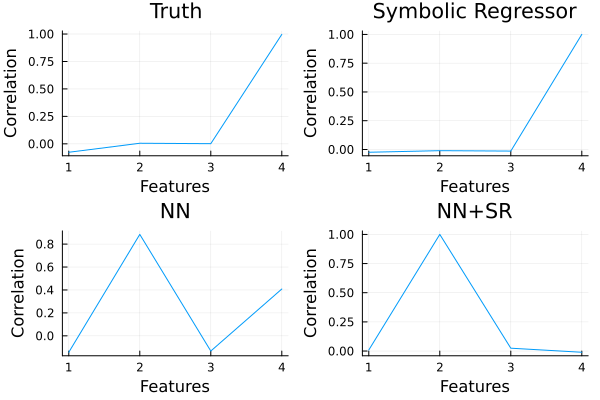 Truth
1.00
0.75
0.50
0.25
0.00
Correlation
1 2 3 4
Features
Symbolic Regressor
1.00
0.75
0.50
0.25
0.00
Correlation
1 2 3 4
Features
NN
0.8
0.6
0.4
0.2
0.0
Correlation
1 2 3 4
Features
NN+SR
1.00
0.75
0.50
0.25
0.00
Correlation
1 2 3 4
Features